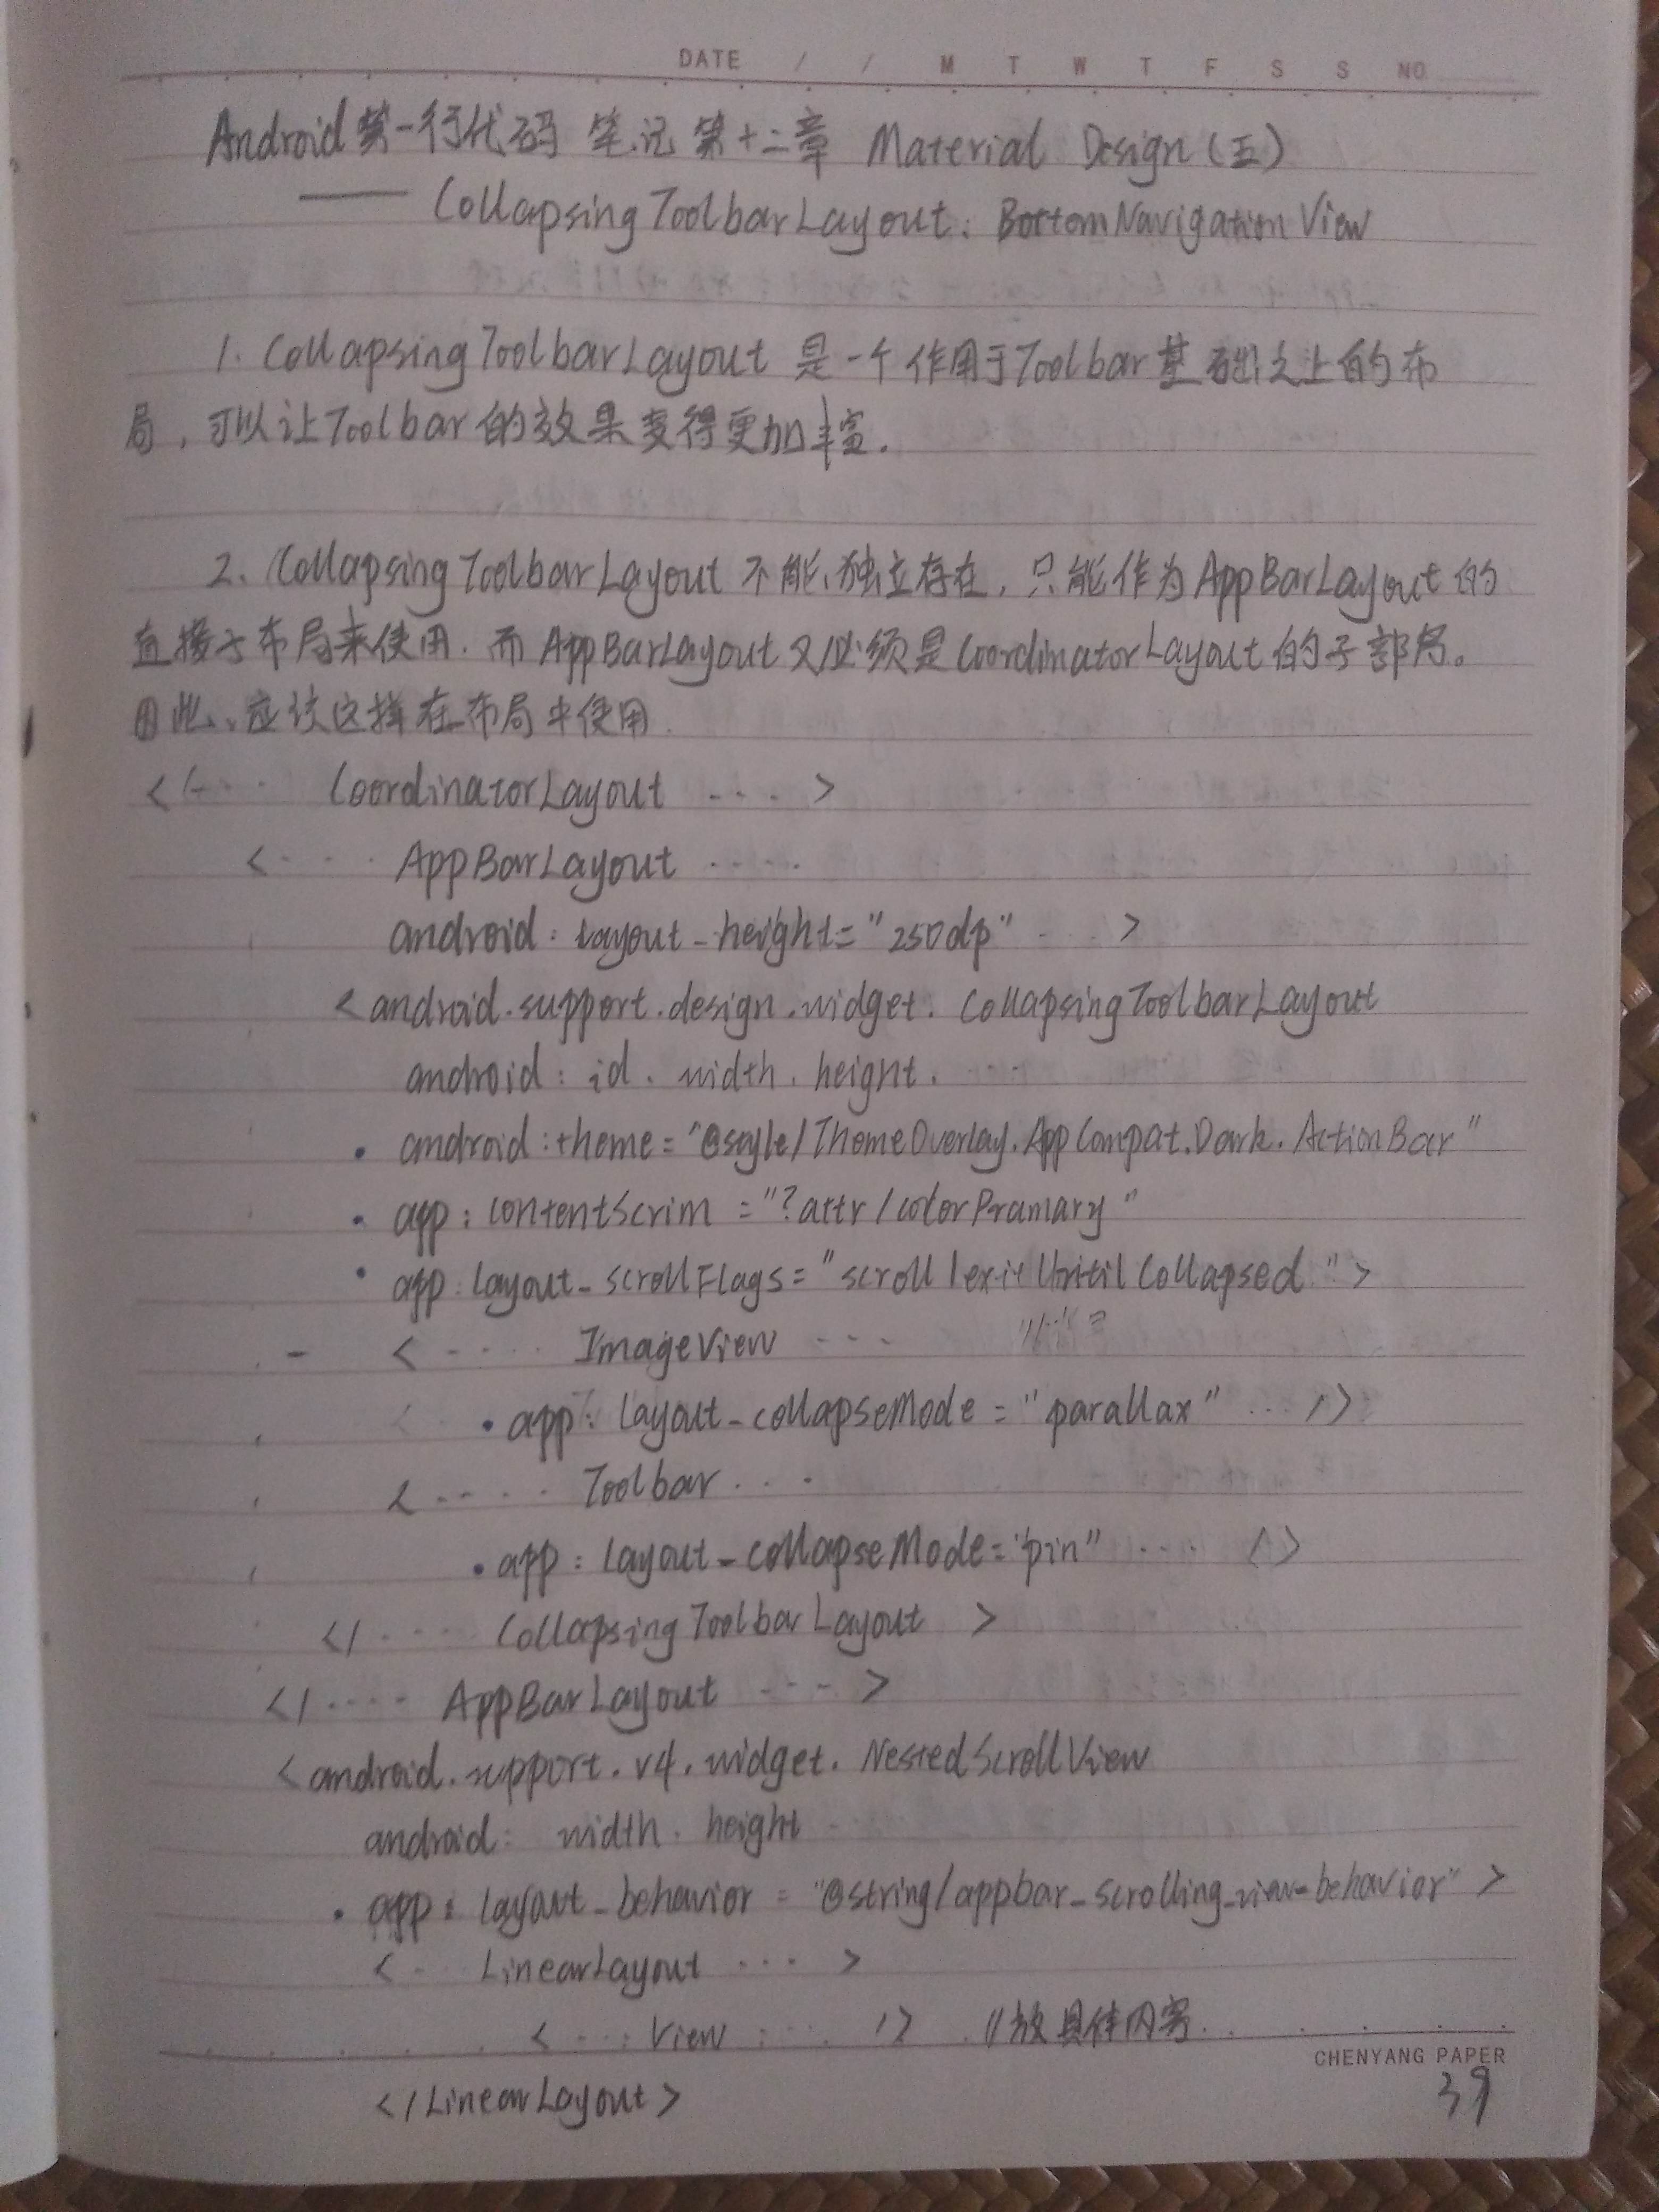 DATE / / M T W T F S S NO
Android第一行代码 笔记 第十二章 Material Design(五)
—— CollapsingToolbarLayout、BottomNavigationView
1. CollapsingToolbarLayout 是一个作用于Toolbar基础之上的布
局,可以让Toolbar的效果变得更加丰富.
2. CollapsingToolbarLayout 不能独立存在,只能作为AppBarLayout的
直接子布局来使用. 而AppBarLayout又必须是CoordinatorLayout的子部局。
因此、应该这样在布局中使用
<···· CoordinatorLayout ···· >
<···· AppBarLayout ·····
android:layout_height="250dp" ··· >
<android.support.design.widget.CollapsingToolbarLayout
android: id. width. height. ····
• android:theme="@style/ThemeOverlay.AppCompat.Dark.ActionBar"
• app:contentScrim="?attr/colorPramary"
• app:layout_scrollFlags="scroll|exitUntilCollapsed">
- <····· ImageView ···
• app:layout_collapseMode="parallax" ··· />
<····· Toolbar ···
• app:layout_collapseMode="pin" ···· />
</···· CollapsingToolbarLayout >
</···· AppBarLayout ···· >
<android.support.v4.widget.NestedScrollView
android: width. height
• app:layout_behavior="@string/appbar_scrolling_view_behavior">
<··· LinearLayout ··· >
<···· View ···· /> //放具体内容
CHENYANG PAPER
</LinearLayout>
39